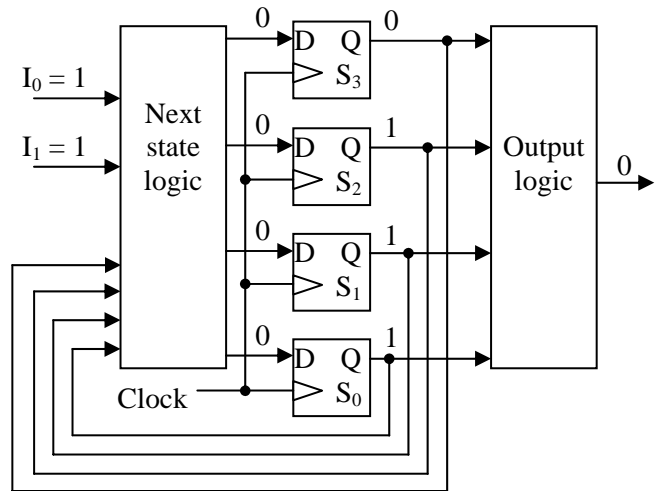 I0 = 1
I1 = 1
Next
state
logic
0
D Q
S3
0
0
D Q
S2
1
0
D Q
S1
1
0
D Q
S0
1
Clock
Output
logic
0